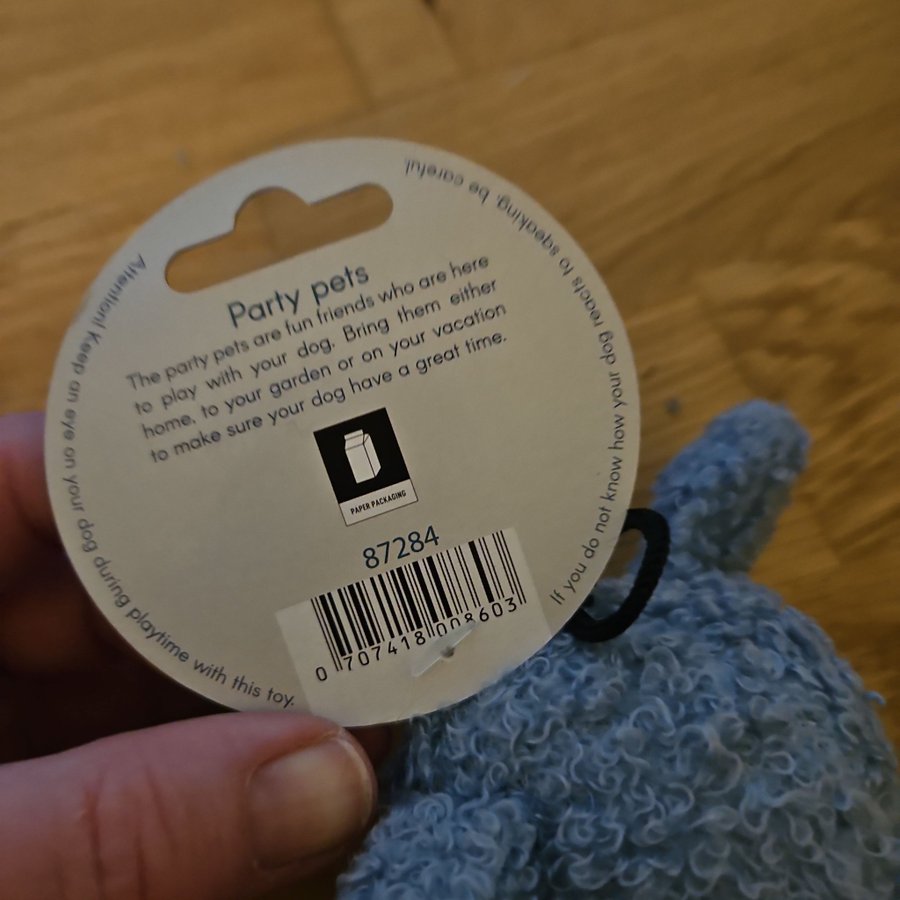 Party pets
The party pets are fun friends who are here
to play with your dog. Bring them either
home, to your garden or on your vacation
to make sure your dog have a great time.
PAPER PACKAGING
87284
0 707418 008603
Attention! Keep an eye on your dog during playtime with this toy.
If you do not know how your dog reacts to sqeaking, be careful.